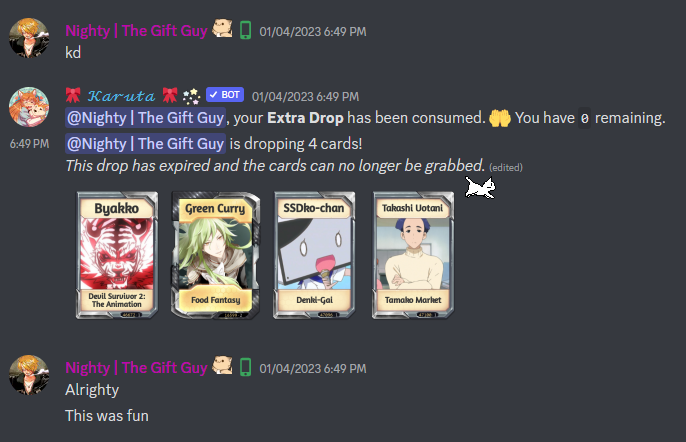 Nighty | The Gift Guy 01/04/2023 6:49 PM
kd
𝓚𝓪𝓻𝓾𝓽𝓪 BOT 01/04/2023 6:49 PM
@Nighty | The Gift Guy, your Extra Drop has been consumed. You have 0 remaining.
6:49 PM @Nighty | The Gift Guy is dropping 4 cards!
This drop has expired and the cards can no longer be grabbed. (edited)
Byakko
Devil Survivor 2:
The Animation
Green Curry
Food Fantasy
SSDko-chan
Denki-Gai
Takashi Uotani
Tamako Market
Nighty | The Gift Guy 01/04/2023 6:49 PM
Alrighty
This was fun